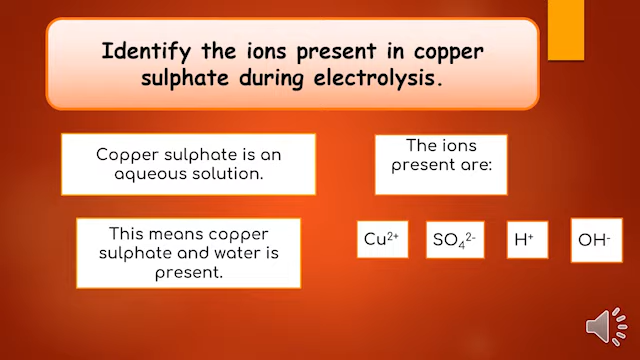 Identify the ions present in copper
sulphate during electrolysis.
Copper sulphate is an
aqueous solution.
The ions
present are:
This means copper
sulphate and water is
present.
Cu²⁺
SO₄²⁻
H⁺
OH⁻